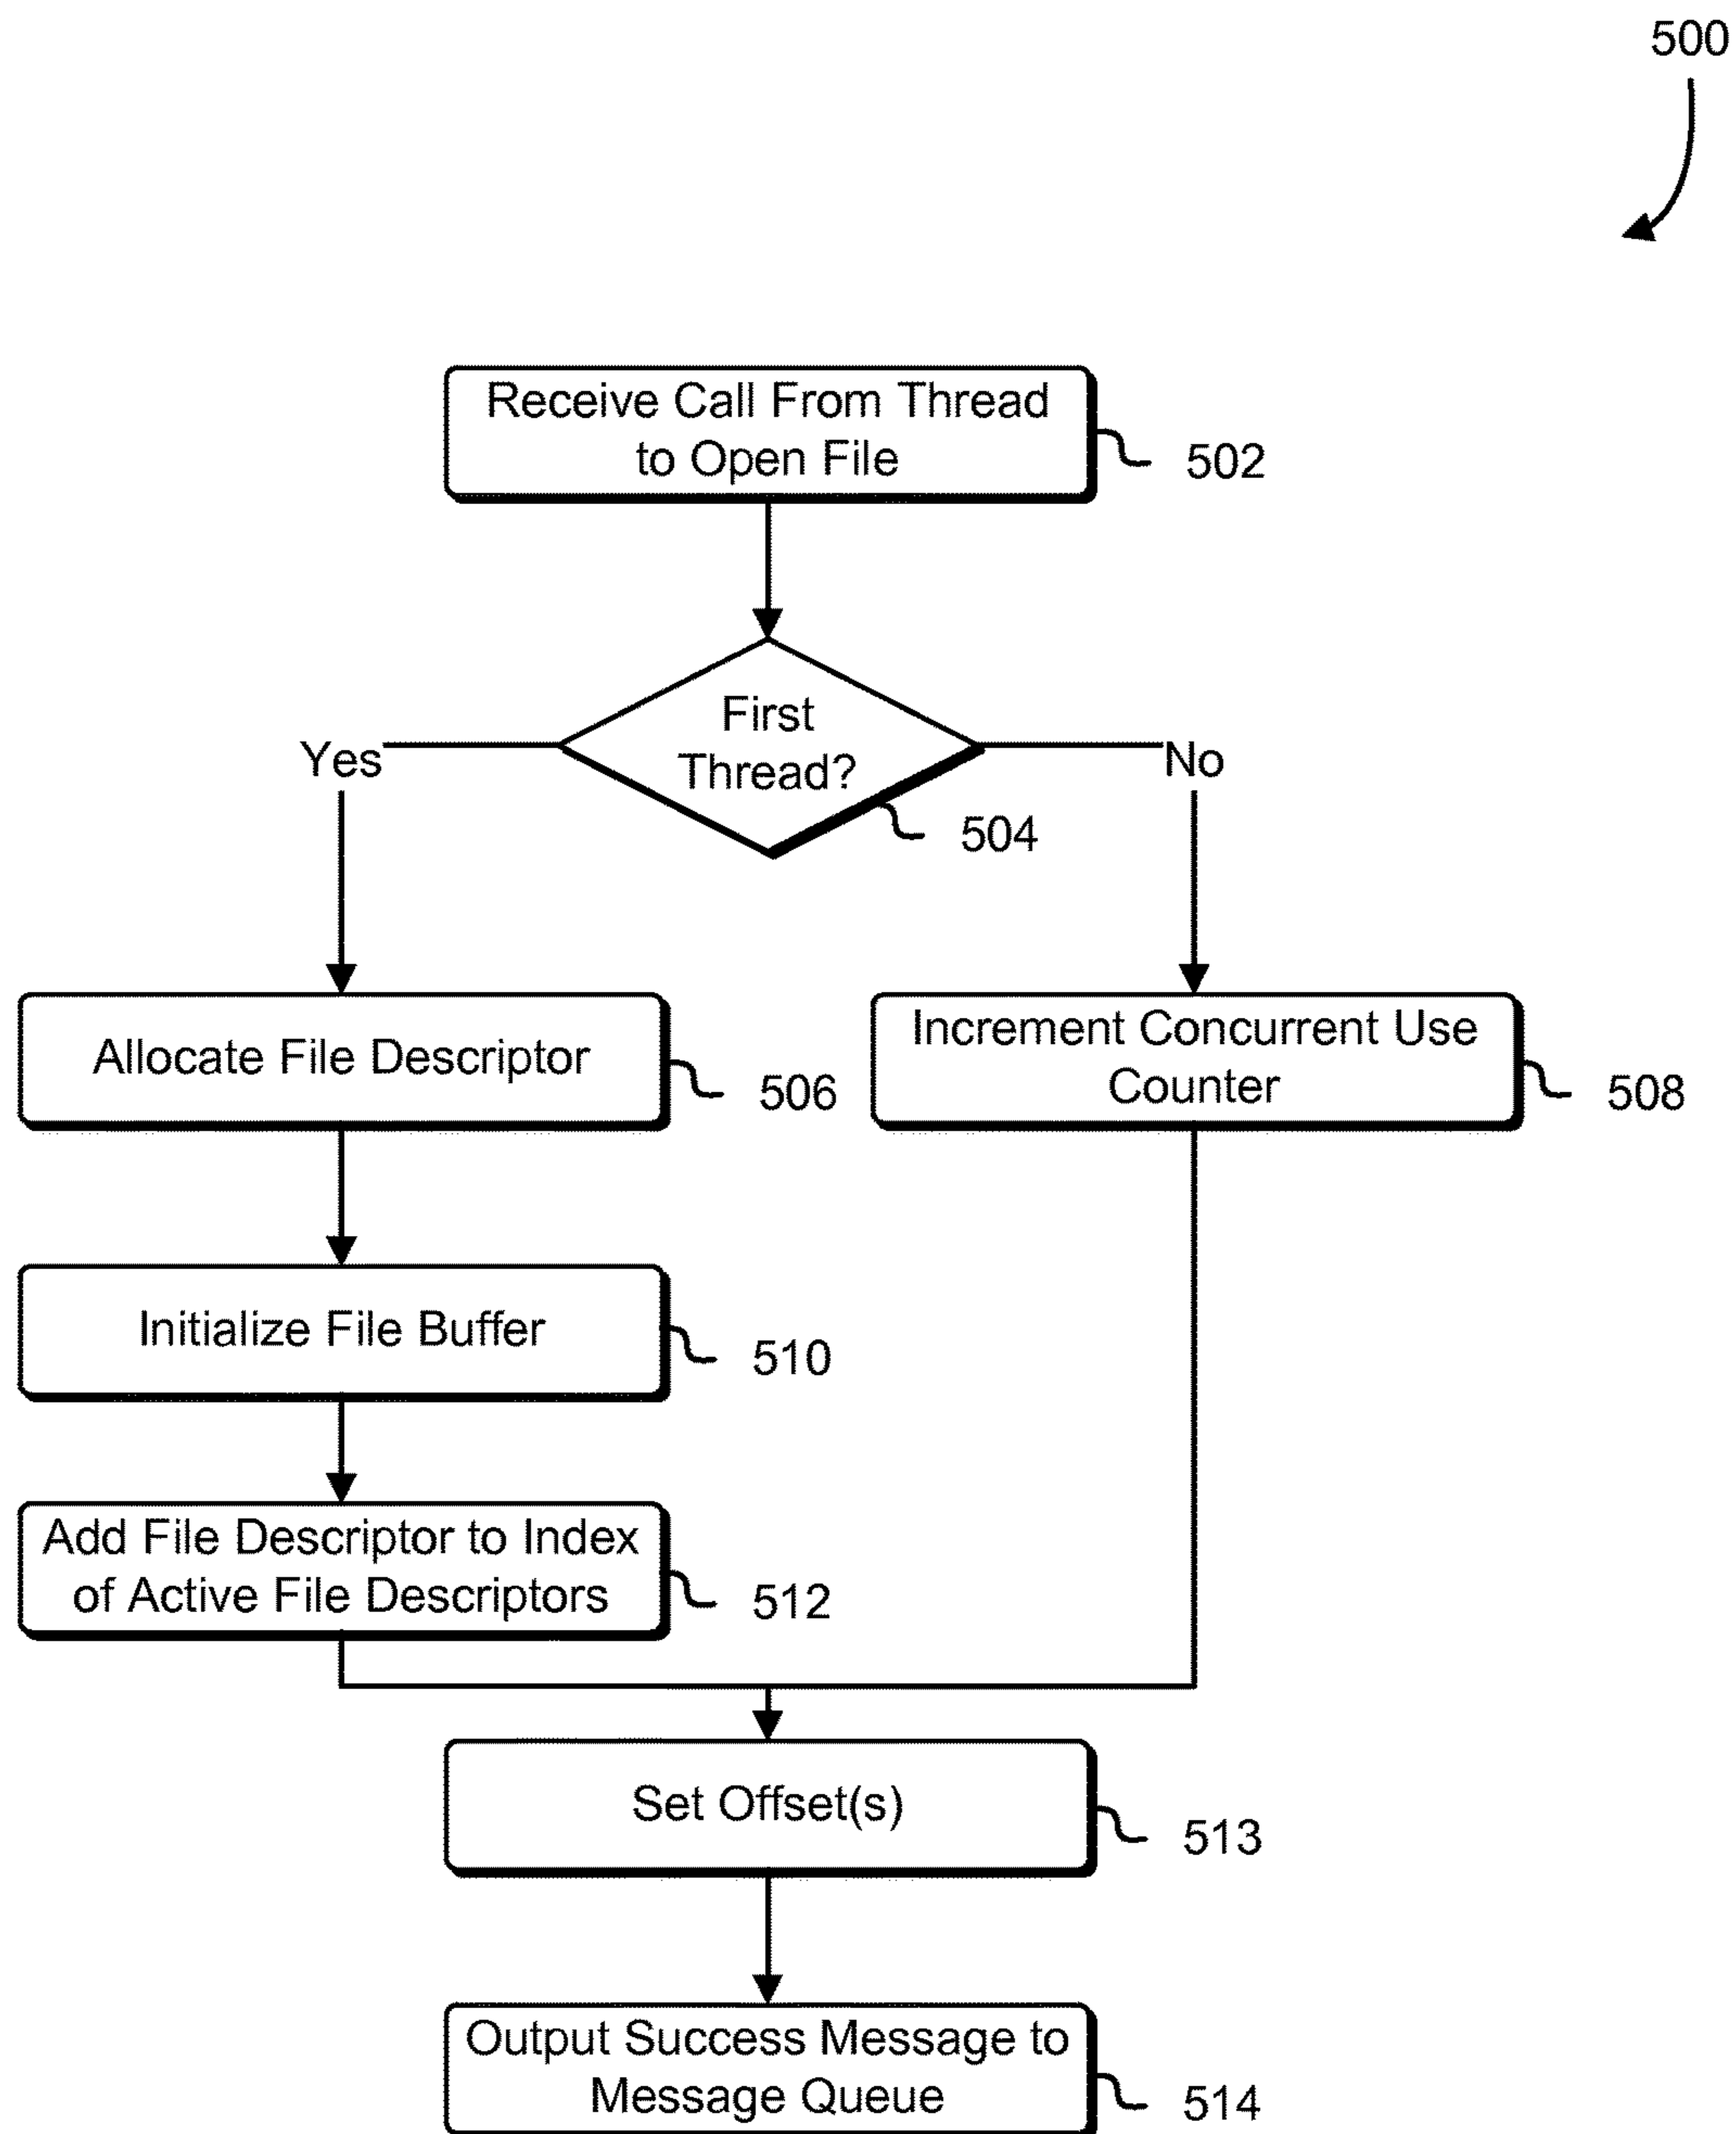 500
Receive Call From Thread
to Open File
502
First
Thread?
Yes
No
504
Allocate File Descriptor
506
Increment Concurrent Use
Counter
508
Initialize File Buffer
510
Add File Descriptor to Index
of Active File Descriptors
512
Set Offset(s)
513
Output Success Message to
Message Queue
514